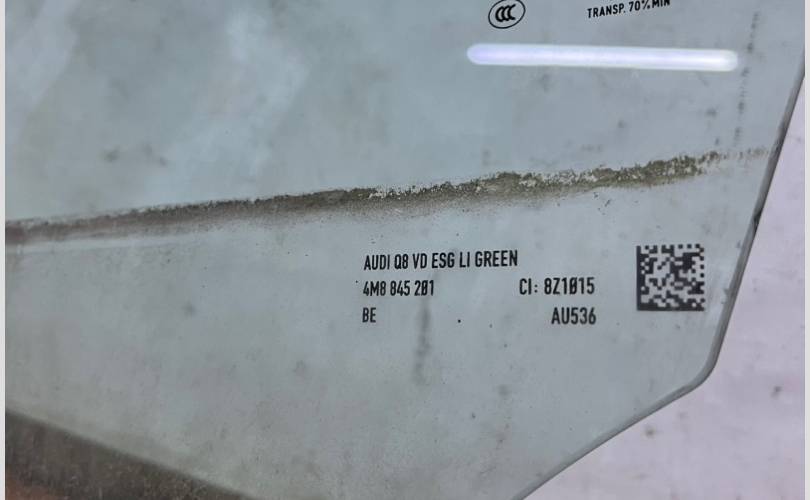 CCC
TRANSP. 70% MIN
AUDI Q8 VD ESG LI GREEN
4M8 845 201 CI: 8Z1015
BE AU536